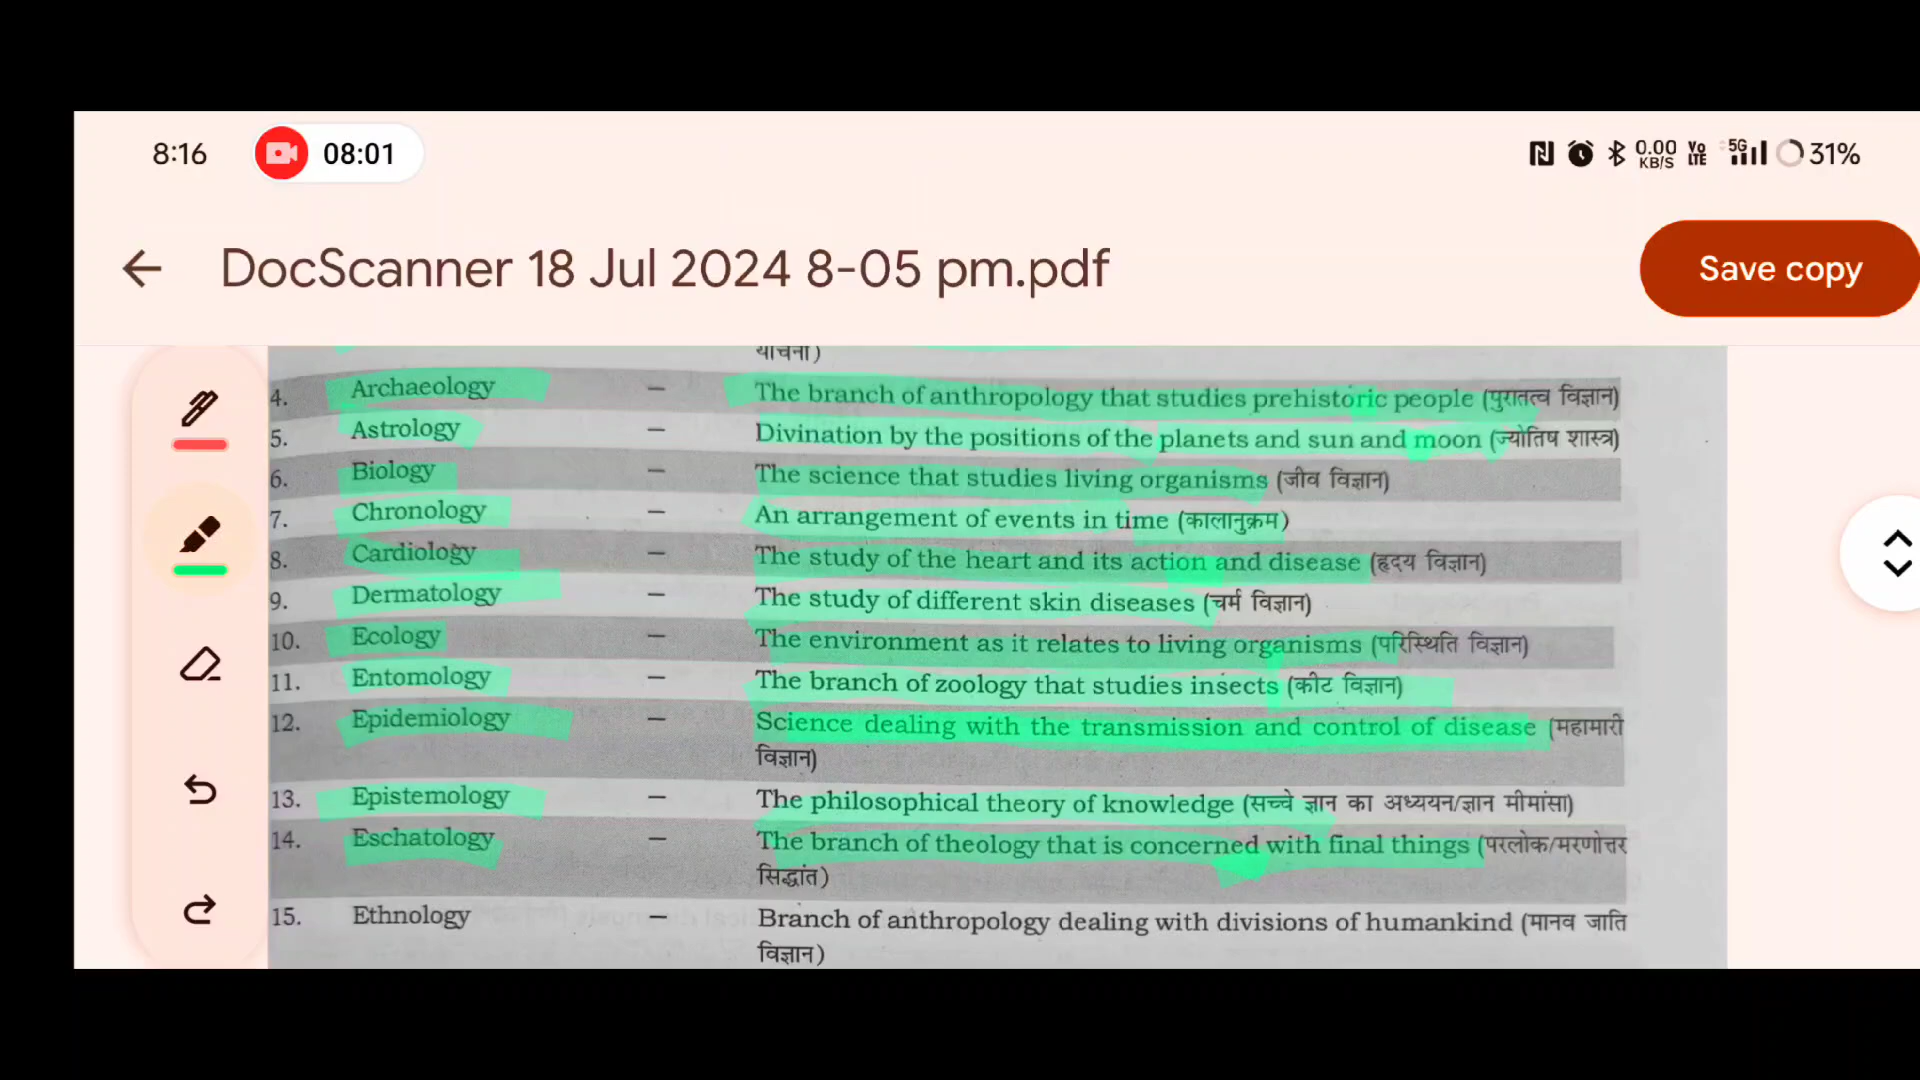 8:16 08:01 0.00 KB/S Vo LTE 5G 31%
DocScanner 18 Jul 2024 8-05 pm.pdf Save copy
याचना)
4. Archaeology – The branch of anthropology that studies prehistoric people (पुरातत्व विज्ञान)
5. Astrology – Divination by the positions of the planets and sun and moon (ज्योतिष शास्त्र)
6. Biology – The science that studies living organisms (जीव विज्ञान)
7. Chronology – An arrangement of events in time (कालानुक्रम)
8. Cardiology – The study of the heart and its action and disease (हृदय विज्ञान)
9. Dermatology – The study of different skin diseases (चर्म विज्ञान)
10. Ecology – The environment as it relates to living organisms (परिस्थिति विज्ञान)
11. Entomology – The branch of zoology that studies insects (कीट विज्ञान)
12. Epidemiology – Science dealing with the transmission and control of disease (महामारी
विज्ञान)
13. Epistemology – The philosophical theory of knowledge (सच्चे ज्ञान का अध्ययन/ज्ञान मीमांसा)
14. Eschatology – The branch of theology that is concerned with final things (परलोक/मरणोत्तर
सिद्धांत)
15. Ethnology – Branch of anthropology dealing with divisions of humankind (मानव जाति
विज्ञान)